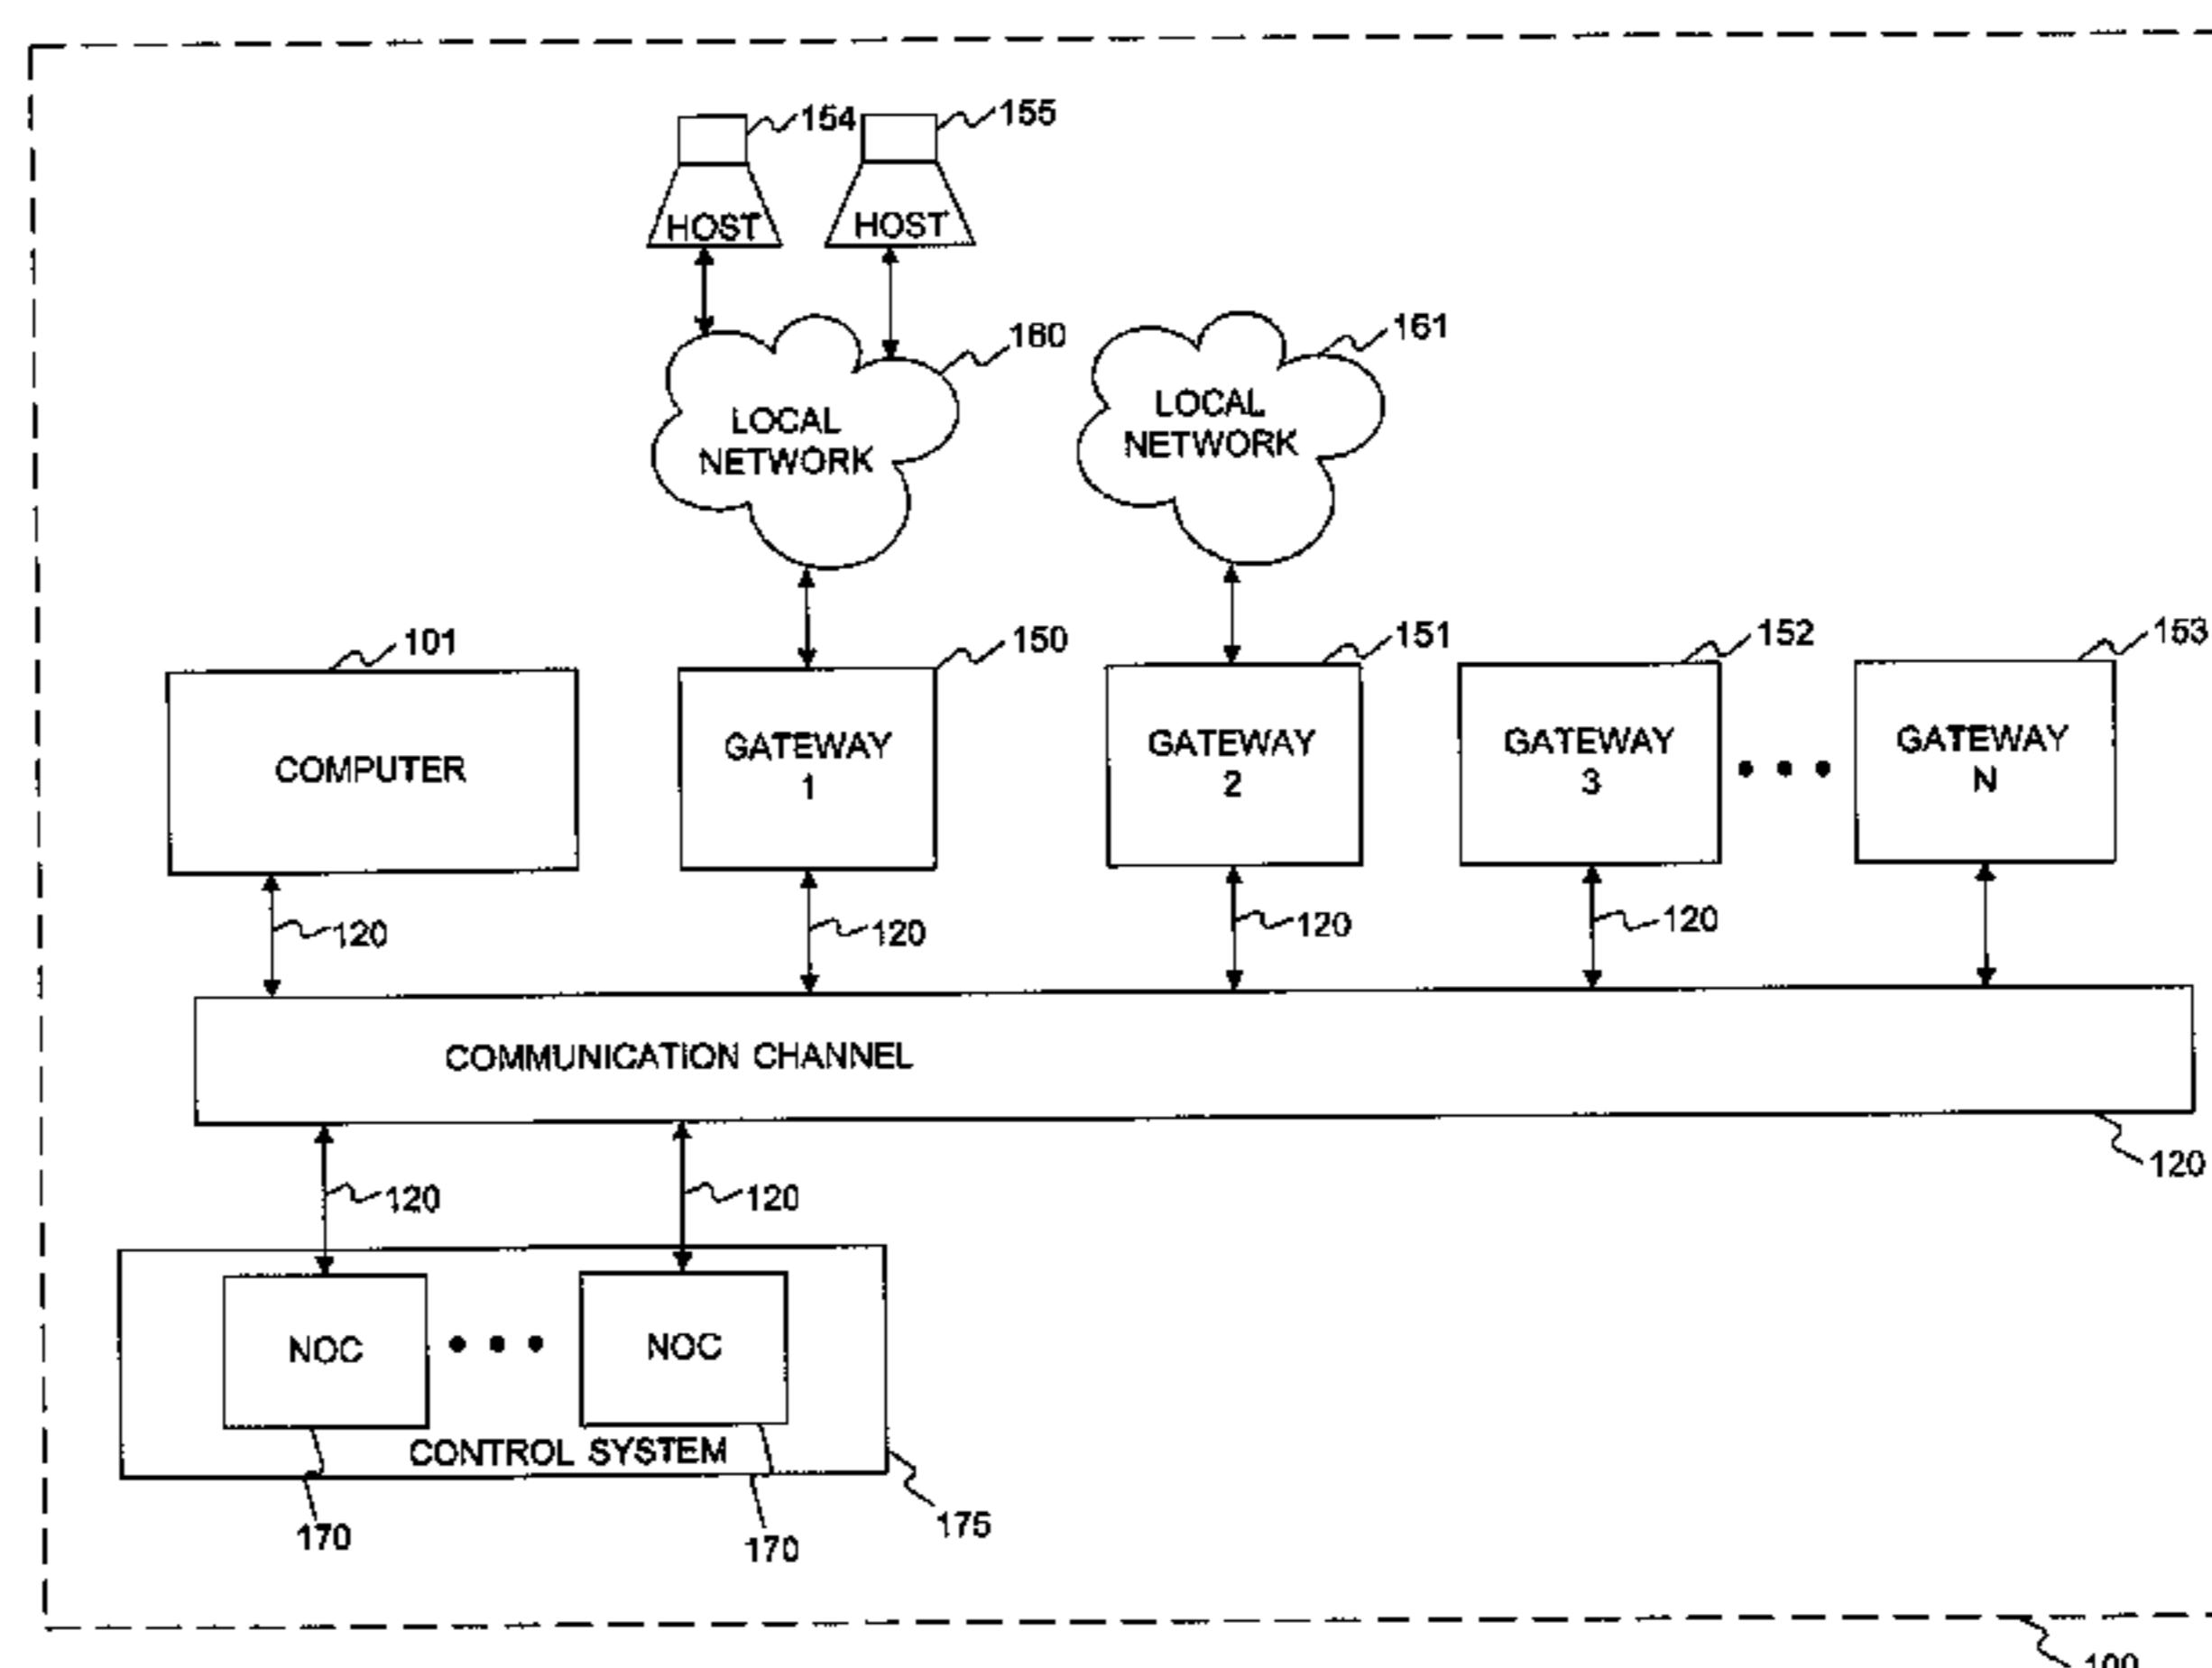 154 155
HOST HOST
160 161
LOCAL
NETWORK
LOCAL
NETWORK
101 150 151 152 153
COMPUTER
GATEWAY
1
GATEWAY
2
GATEWAY
3
GATEWAY
N
120 120 120 120
COMMUNICATION CHANNEL
120
120 120
NOC NOC
CONTROL SYSTEM
170 170 175
100